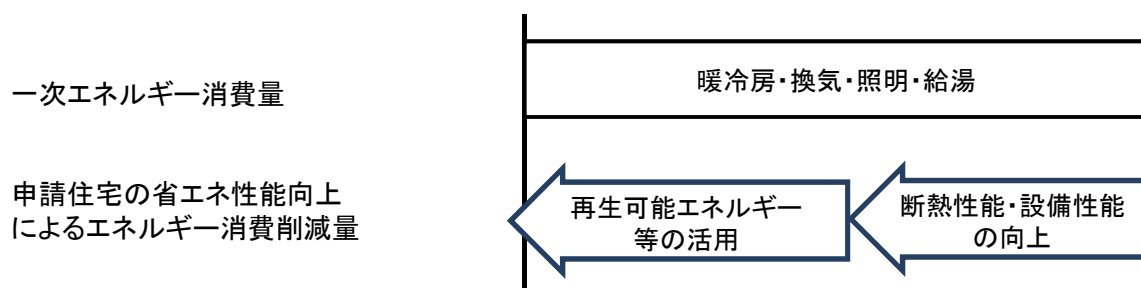 一次エネルギー消費量
暖冷房・換気・照明・給湯
申請住宅の省エネ性能向上
によるエネルギー消費削減量
再生可能エネルギー
等の活用
断熱性能・設備性能
の向上